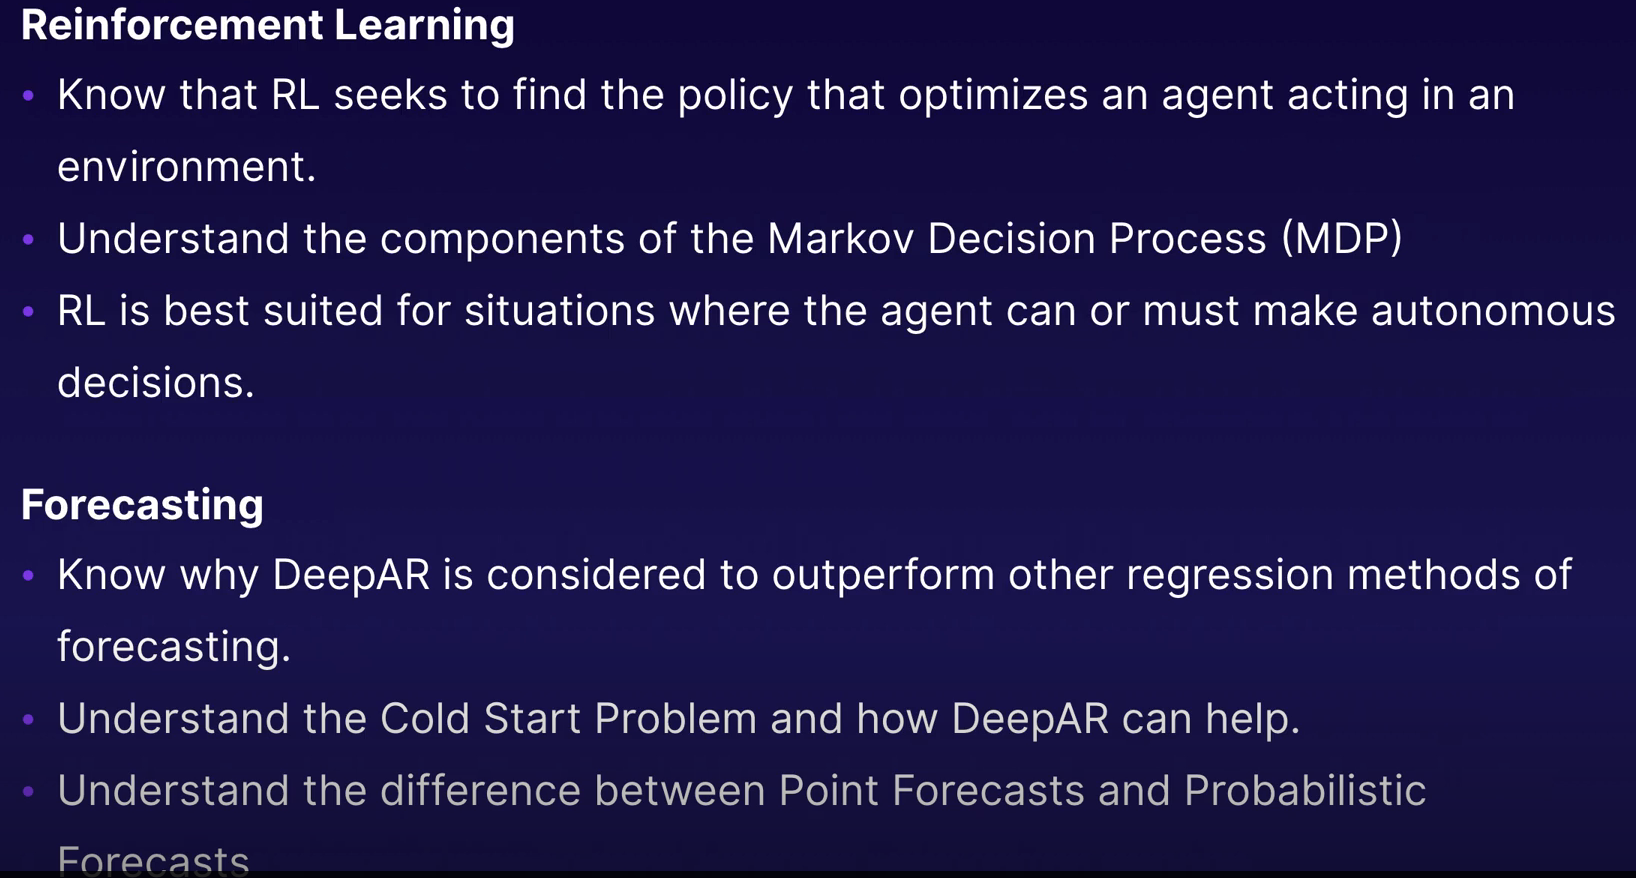 Reinforcement Learning
• Know that RL seeks to find the policy that optimizes an agent acting in an
environment.
• Understand the components of the Markov Decision Process (MDP)
• RL is best suited for situations where the agent can or must make autonomous
decisions.
Forecasting
• Know why DeepAR is considered to outperform other regression methods of
forecasting.
• Understand the Cold Start Problem and how DeepAR can help.
• Understand the difference between Point Forecasts and Probabilistic
Forecasts